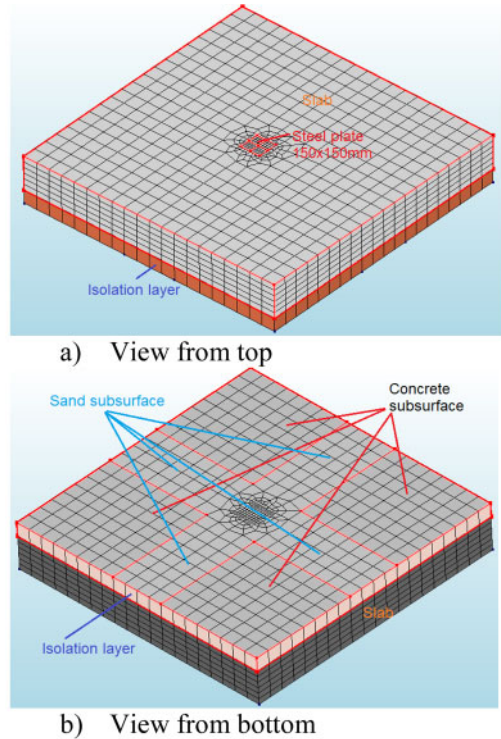 Slab
Steel plate
150x150mm
Isolation layer
a) View from top
Sand subsurface
Concrete
subsurface
Slab
Isolation layer
b) View from bottom